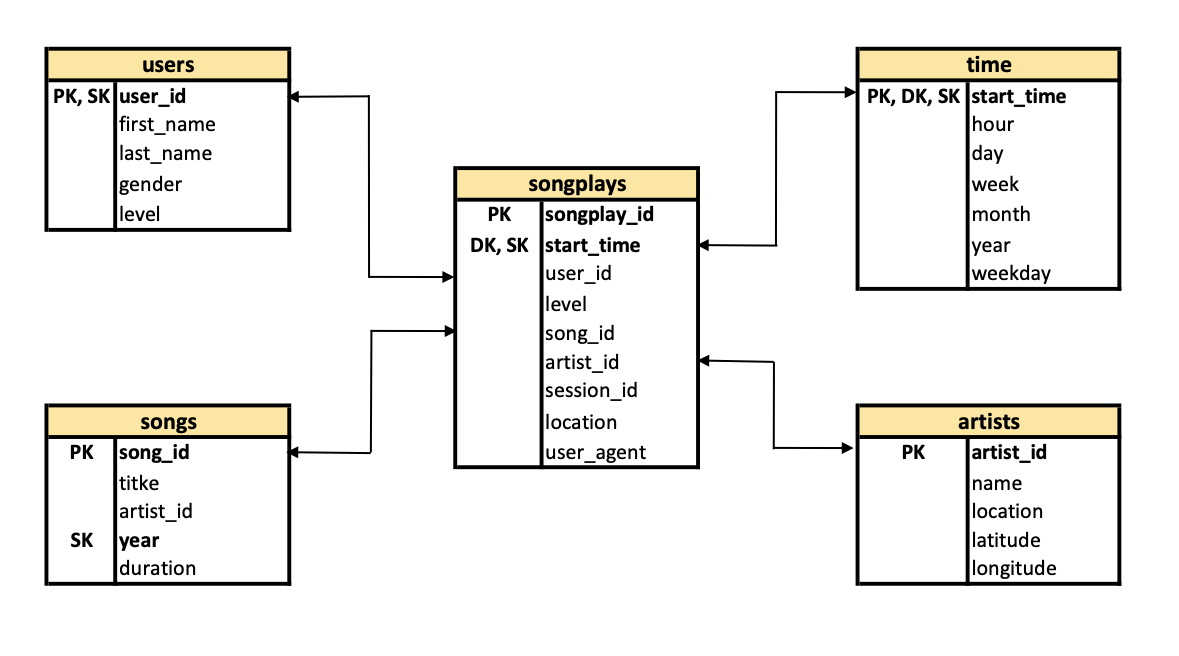 users
PK, SK user_id
first_name
last_name
gender
level
time
PK, DK, SK start_time
hour
day
week
month
year
weekday
songplays
PK songplay_id
DK, SK start_time
user_id
level
song_id
artist_id
session_id
location
user_agent
songs
PK song_id
titke
artist_id
SK year
duration
artists
PK artist_id
name
location
latitude
longitude